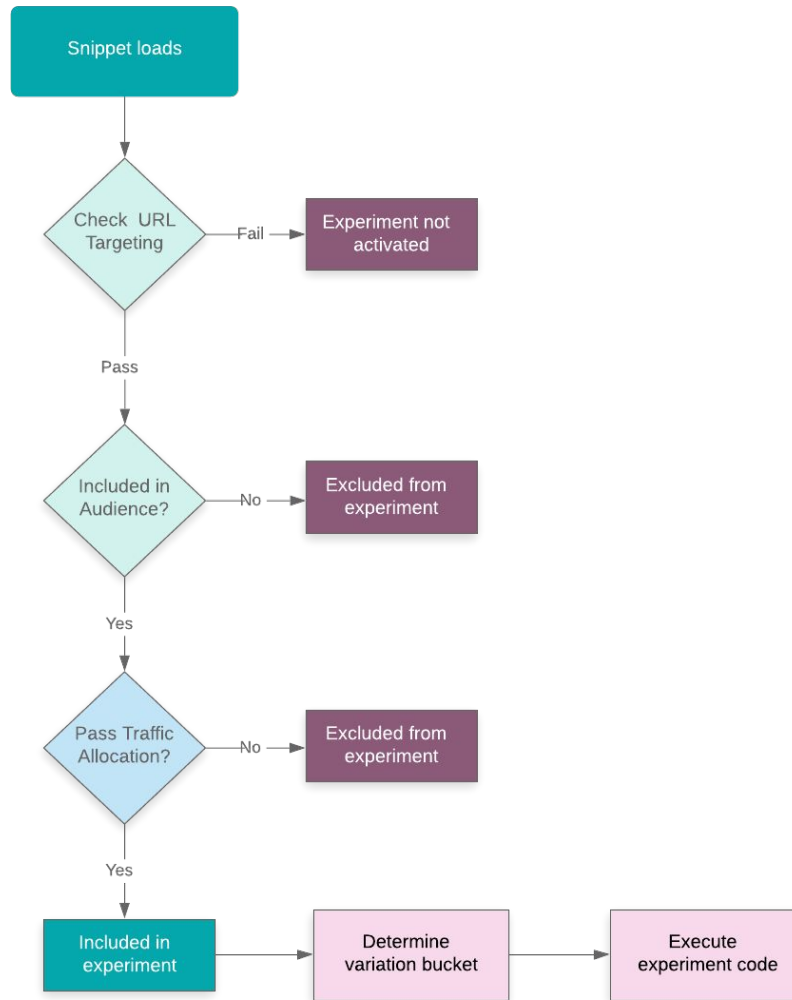 Snippet loads
Check  URL
Targeting
Fail
Experiment not
activated
Pass
Included in
Audience?
No
Excluded from
experiment
Yes
Pass Traffic
Allocation?
No
Excluded from
experiment
Yes
Included in
experiment
Determine
variation bucket
Execute
experiment code